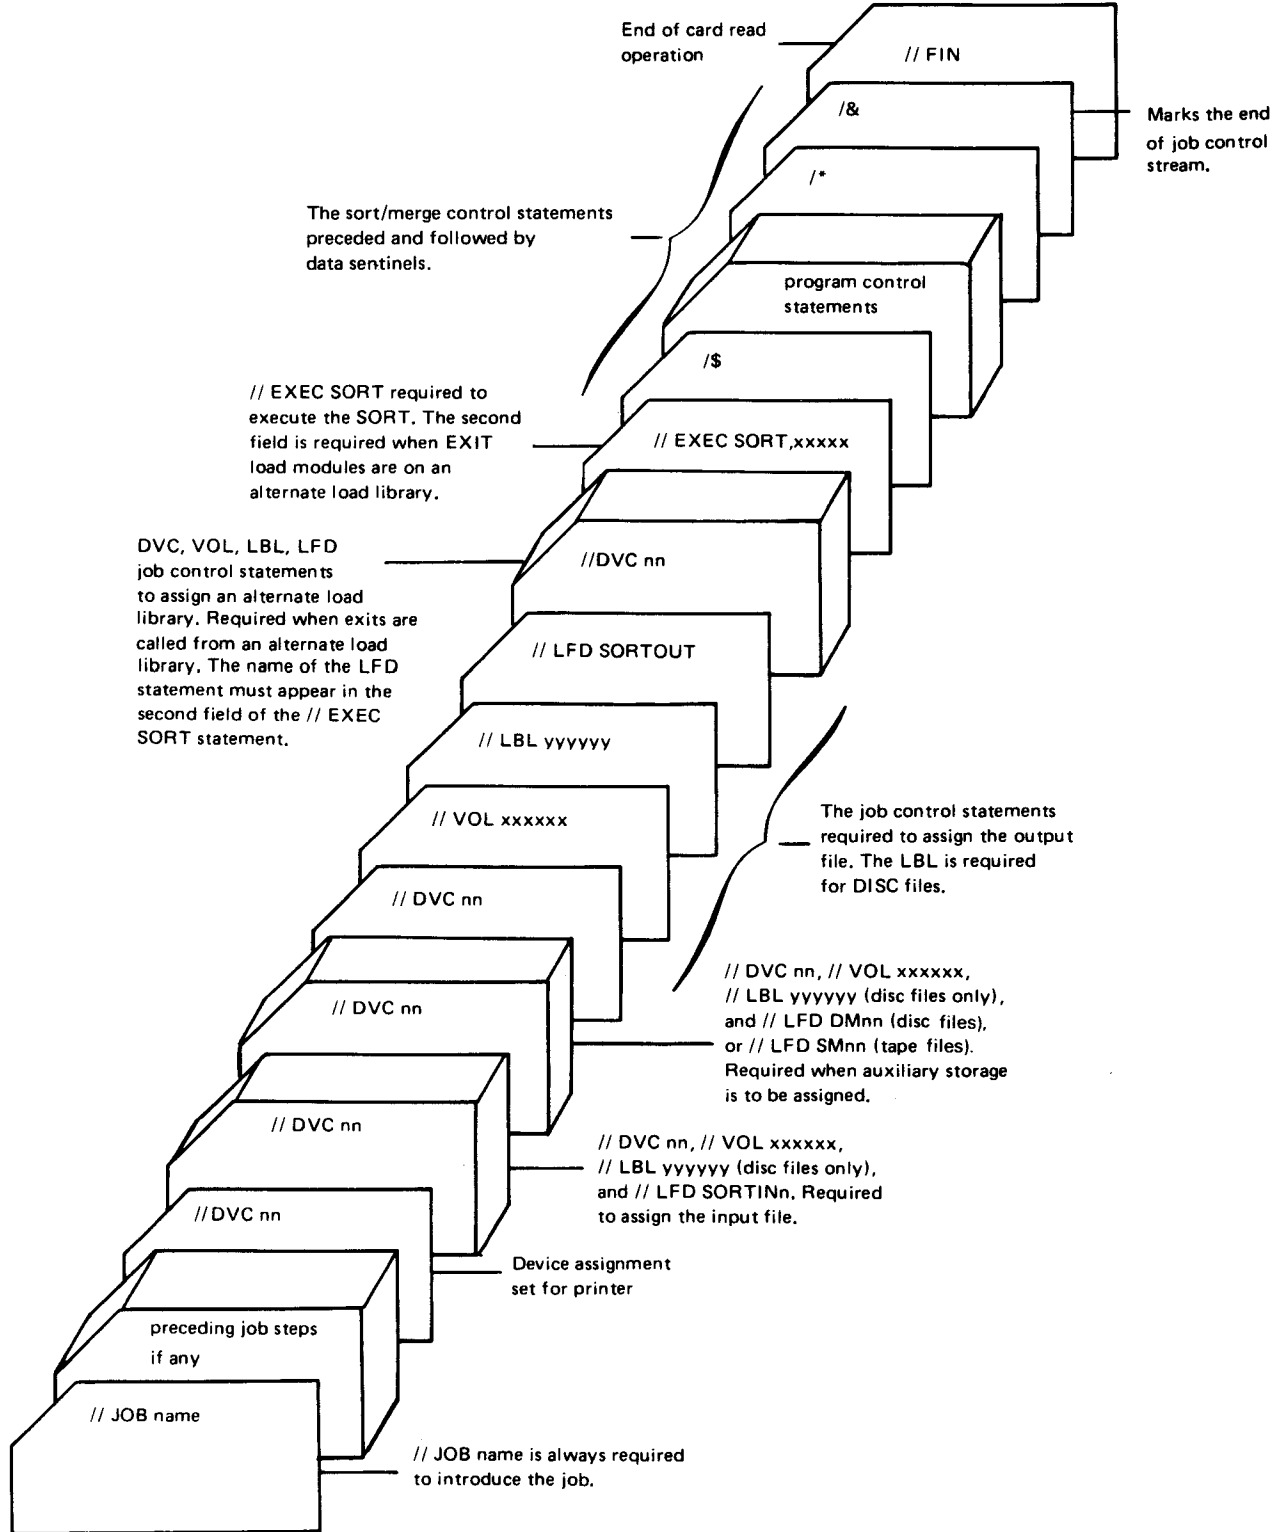 End of card read
operation
// FIN
/&
Marks the end
of job control
stream.
/*
The sort/merge control statements
preceded and followed by
data sentinels.
program control
statements
/$
// EXEC SORT required to
execute the SORT. The second
field is required when EXIT
load modules are on an
alternate load library.
// EXEC SORT,xxxxx
DVC, VOL, LBL, LFD
job control statements
to assign an alternate load
library. Required when exits are
called from an alternate load
library. The name of the LFD
statement must appear in the
second field of the // EXEC
SORT statement.
//DVC nn
// LFD SORTOUT
// LBL yyyyyy
// VOL xxxxxx
The job control statements
required to assign the output
file. The LBL is required
for DISC files.
// DVC nn
// DVC nn
// DVC nn, // VOL xxxxxx,
// LBL yyyyyy (disc files only),
and // LFD DMnn (disc files),
or // LFD SMnn (tape files).
Required when auxiliary storage
is to be assigned.
// DVC nn
// DVC nn, // VOL xxxxxx,
// LBL yyyyyy (disc files only),
and // LFD SORTINn. Required
to assign the input file.
//DVC nn
Device assignment
set for printer
preceding job steps
if any
// JOB name
// JOB name is always required
to introduce the job.